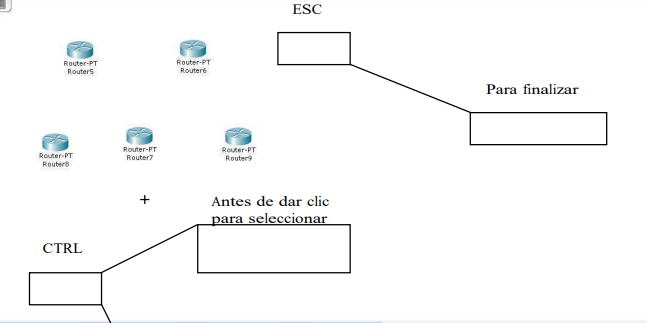 ESC
Router-PT
Router5
Router-PT
Router6
Para finalizar
Router-PT
Router8
Router-PT
Router7
Router-PT
Router9
+
Antes de dar clic
para seleccionar
CTRL